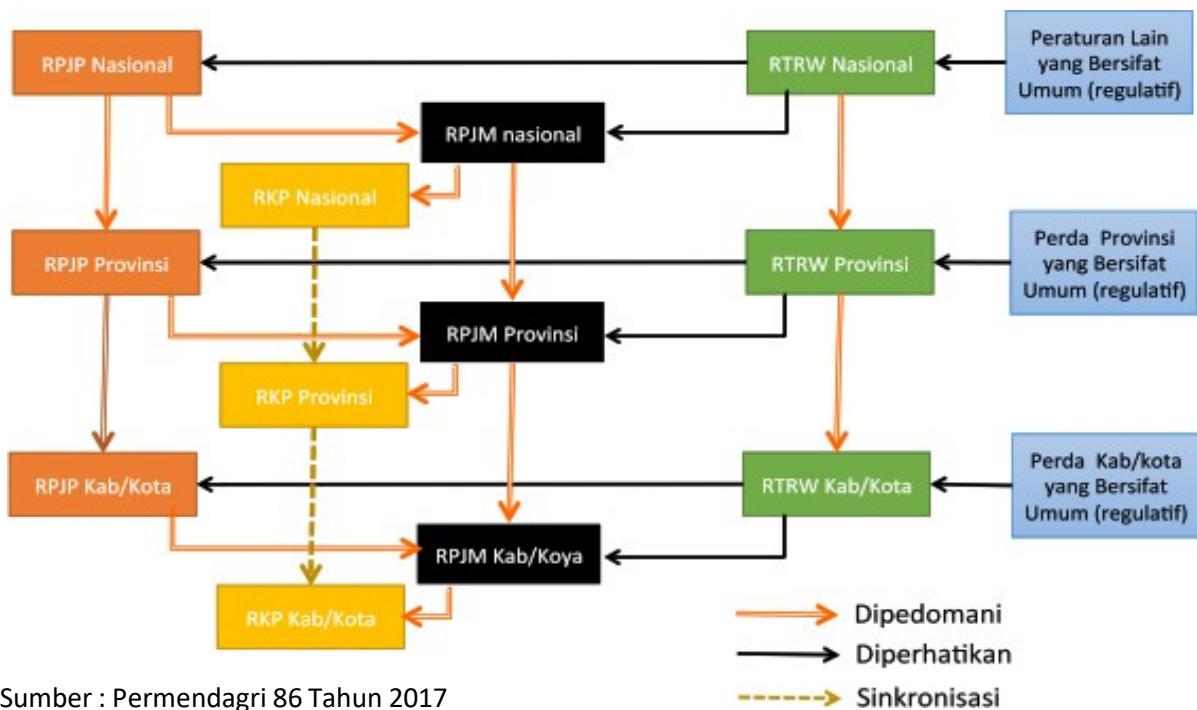 RPJP Nasional
RTRW Nasional
Peraturan Lain
yang Bersifat
Umum (regulatif)
RPJM nasional
RKP Nasional
RPJP Provinsi
RTRW Provinsi
Perda Provinsi
yang Bersifat
Umum (regulatif)
RPJM Provinsi
RKP Provinsi
RPJP Kab/Kota
RTRW Kab/Kota
Perda Kab/kota
yang Bersifat
Umum (regulatif)
RPJM Kab/Koya
RKP Kab/Kota
Dipedomani
Diperhatikan
Sinkronisasi
Sumber : Permendagri 86 Tahun 2017